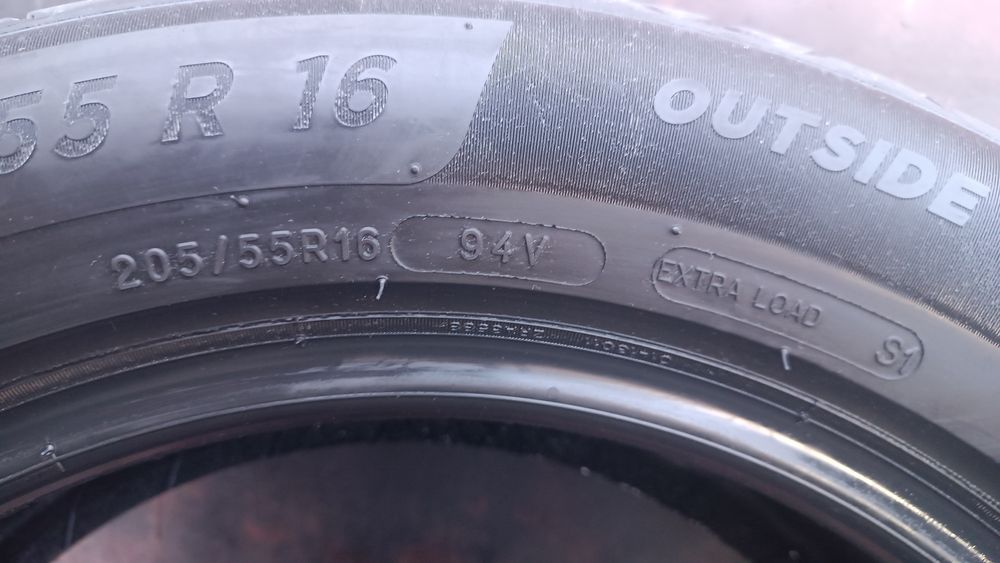 55 R 16
OUTSIDE
205/55R16 94V
EXTRA LOAD S1